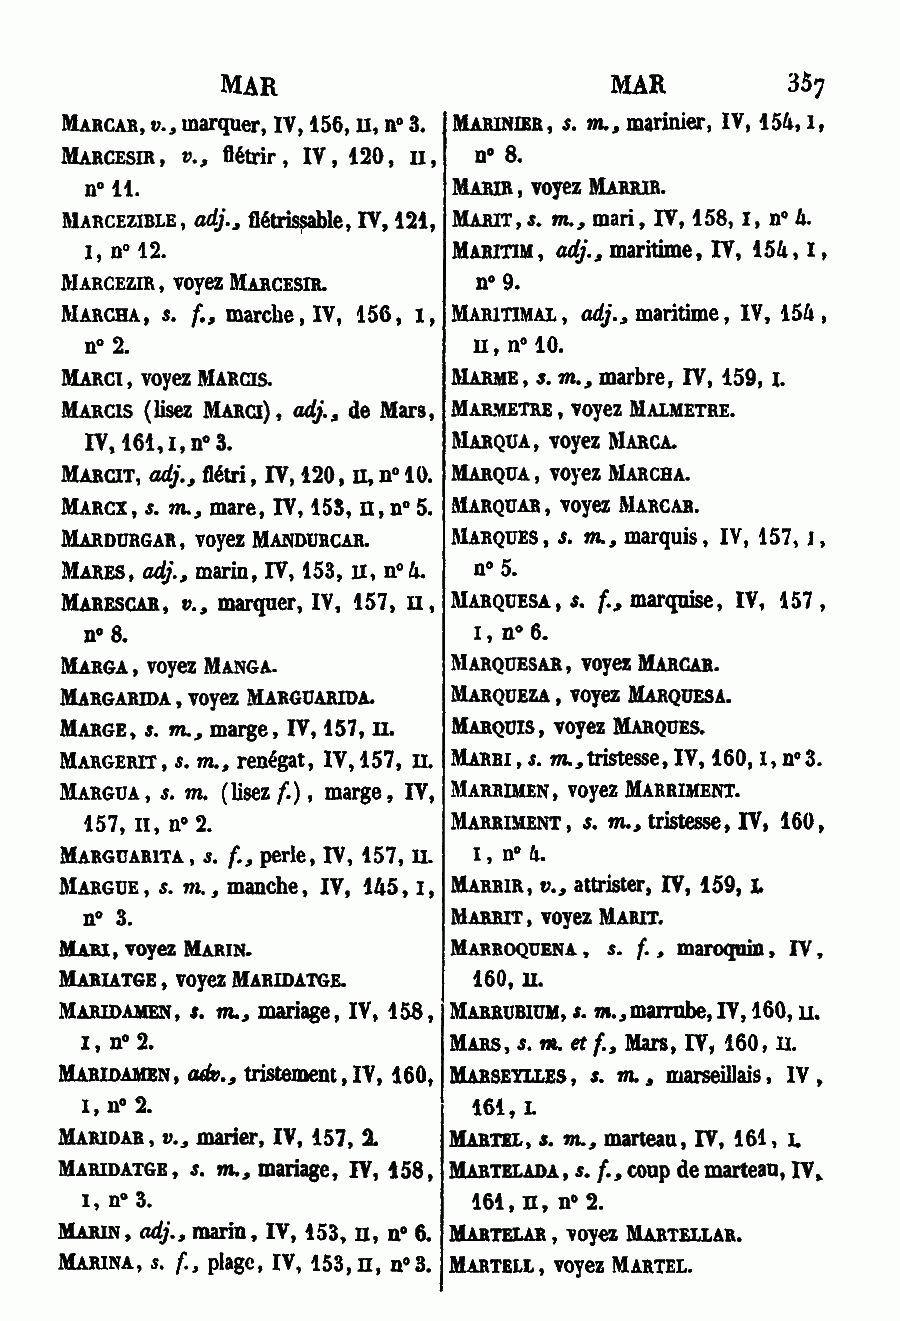 MAR MAR 357
MARCAR, v., marquer, IV, 156, II, n° 3.
MARCESIR, v., flétrir, IV, 120, II,
n° 11.
MARCEZIBLE, adj., flétrissable, IV, 121,
I, n° 12.
MARCEZIR, voyez MARCESIR.
MARCHA, s. f., marche, IV, 156, I,
n° 2.
MARCI, voyez MARCIS.
MARCIS (lisez MARCI), adj., de Mars,
IV, 161, I, n° 3.
MARCIT, adj., flétri, IV, 120, II, n° 10.
MARCX, s. m., mare, IV, 153, II, n° 5.
MARDURGAR, voyez MANDURCAR.
MARES, adj., marin, IV, 153, II, n° 4.
MARESCAR, v., marquer, IV, 157, II,
n° 8.
MARGA, voyez MANGA.
MARGARIDA, voyez MARGUARIDA.
MARGE, s. m., marge, IV, 157, II.
MARGERIT, s. m., renégat, IV, 157, II.
MARGUA, s. m. (lisez f.), marge, IV,
157, II, n° 2.
MARGUARITA, s. f., perle, IV, 157, II.
MARGUE, s. m., manche, IV, 145, I,
n° 3.
MARI, voyez MARIN.
MARIATGE, voyez MARIDATGE.
MARIDAMEN, s. m., mariage, IV, 158,
I, n° 2.
MARIDAMEN, adv., tristement, IV, 160,
I, n° 2.
MARIDAR, v., marier, IV, 157, 2.
MARIDATGE, s. m., mariage, IV, 158,
I, n° 3.
MARIN, adj., marin, IV, 153, II, n° 6.
MARINA, s. f., plage, IV, 153, II, n° 3.
MARINIER, s. m., marinier, IV, 154, I,
n° 8.
MARIR, voyez MARRIR.
MARIT, s. m., mari, IV, 158, I, n° 4.
MARITIM, adj., maritime, IV, 154, I,
n° 9.
MARITIMAL, adj., maritime, IV, 154,
II, n° 10.
MARME, s. m., marbre, IV, 159, I.
MARMETRE, voyez MALMETRE.
MARQUA, voyez MARCA.
MARQUA, voyez MARCHA.
MARQUAR, voyez MARCAR.
MARQUES, s. m., marquis, IV, 157, I,
n° 5.
MARQUESA, s. f., marquise, IV, 157,
I, n° 6.
MARQUESAR, voyez MARCAR.
MARQUEZA, voyez MARQUESA.
MARQUIS, voyez MARQUES.
MARRI, s. m., tristesse, IV, 160, I, n° 3.
MARRIMEN, voyez MARRIMENT.
MARRIMENT, s. m., tristesse, IV, 160,
I, n° 4.
MARRIR, v., attrister, IV, 159, I.
MARRIT, voyez MARIT.
MARROQUENA, s. f., maroquin, IV,
160, II.
MARRUBIUM, s. m., marrube, IV, 160, II.
MARS, s. m. et f., Mars, IV, 160, II.
MARSEYLLES, s. m., marseillais, IV,
161, I.
MARTEL, s. m., marteau, IV, 161, I.
MARTELADA, s. f., coup de marteau, IV,
161, II, n° 2.
MARTELAR, voyez MARTELLAR.
MARTELL, voyez MARTEL.